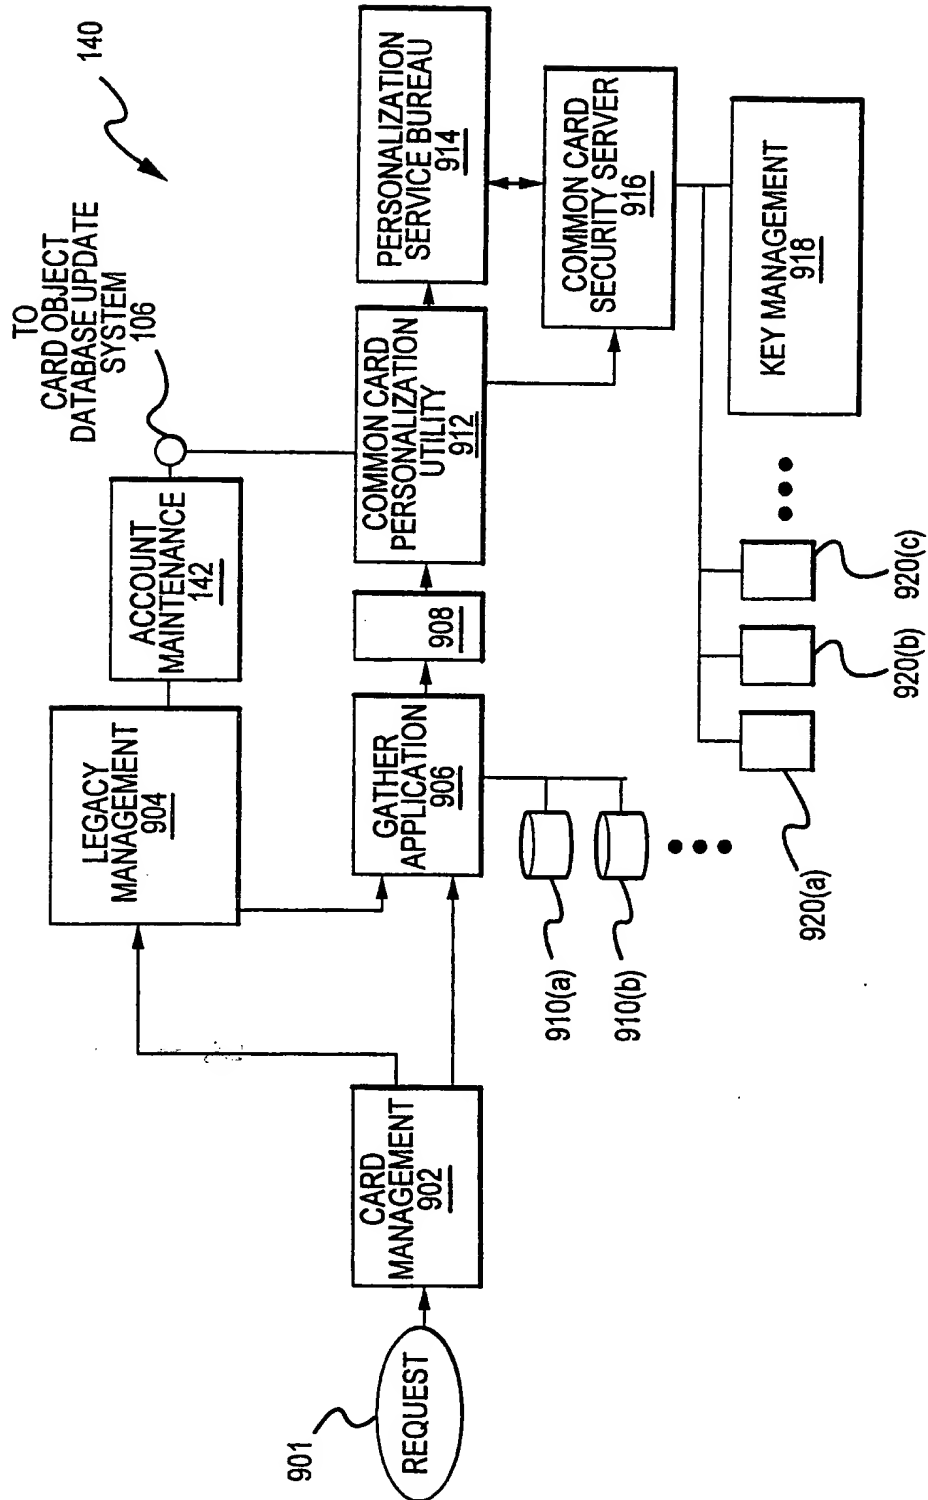 140
TO
CARD OBJECT
DATABASE UPDATE
SYSTEM
106
LEGACY
MANAGEMENT
904
ACCOUNT
MAINTENANCE
142
PERSONALIZATION
SERVICE BUREAU
914
901
REQUEST
CARD
MANAGEMENT
902
GATHER
APPLICATION
906
908
COMMON CARD
PERSONALIZATION
UTILITY
912
COMMON CARD
SECURITY SERVER
916
910(a)
910(b)
920(a)
920(b)
920(c)
KEY MANAGEMENT
918